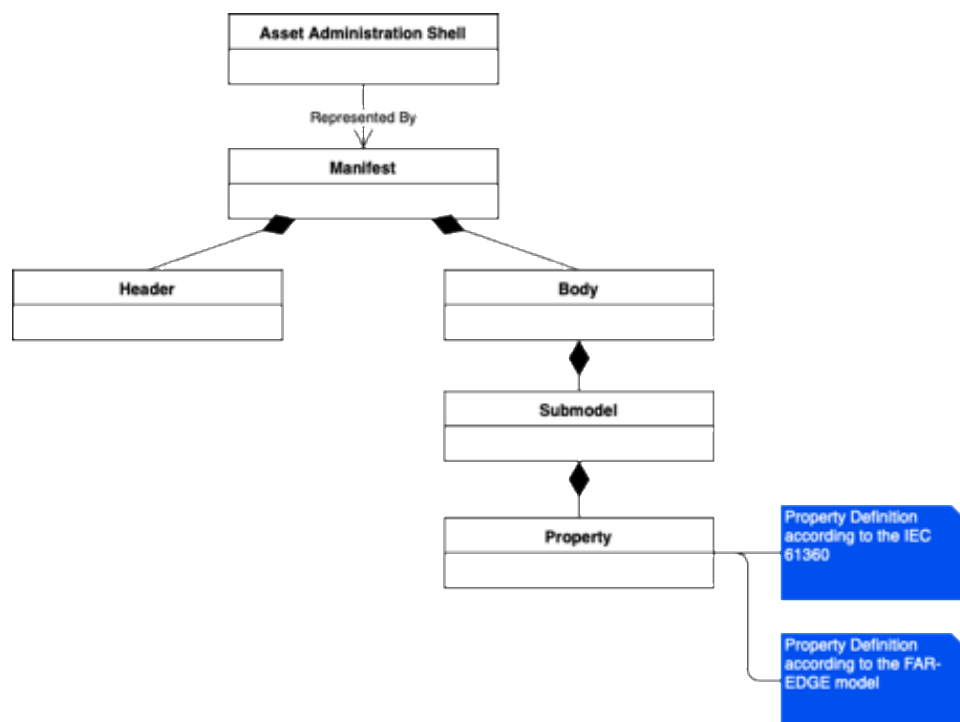 Asset Administration Shell
Represented By
Manifest
Header
Body
Submodel
Property
Property Definition
according to the IEC
61360
Property Definition
according to the FAR-
EDGE model